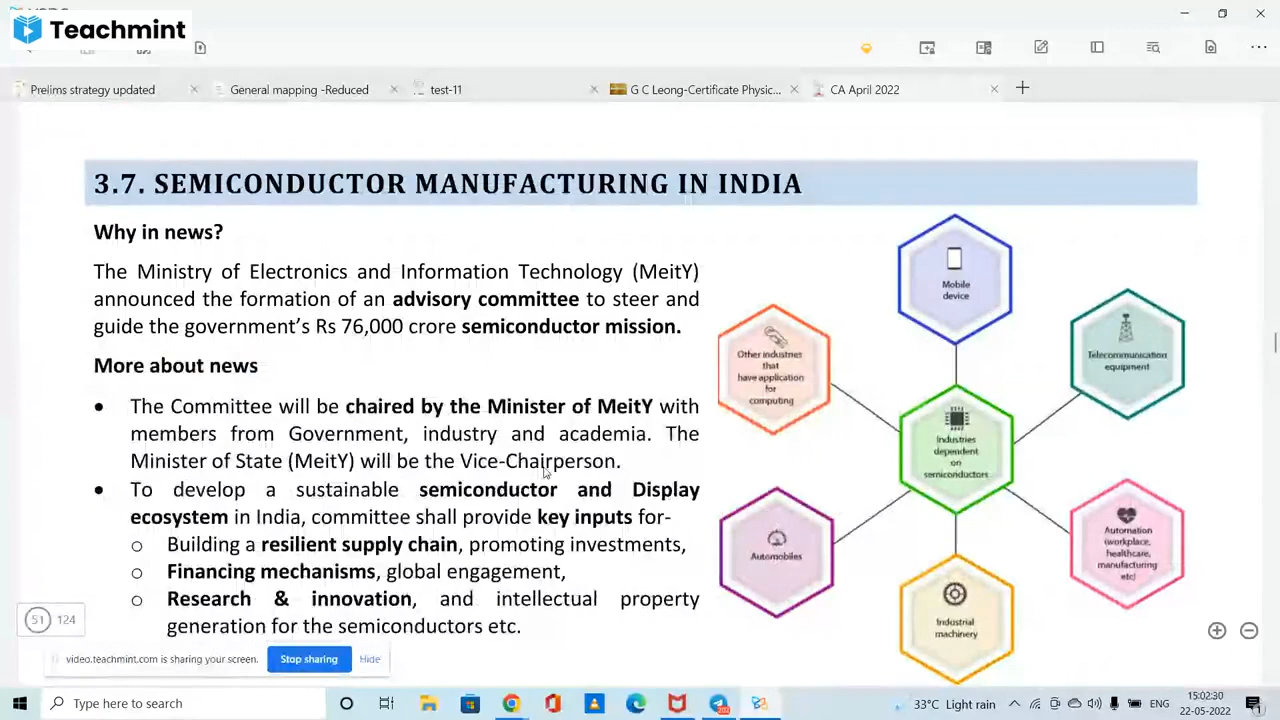 Teachmint
Prelims strategy updated
General mapping -Reduced
test-11
G C Leong-Certificate Physic...
CA April 2022
3.7. SEMICONDUCTOR MANUFACTURING IN INDIA
Why in news?
The Ministry of Electronics and Information Technology (MeitY)
announced the formation of an advisory committee to steer and
guide the government's Rs 76,000 crore semiconductor mission.
More about news
• The Committee will be chaired by the Minister of MeitY with
members from Government, industry and academia. The
Minister of State (MeitY) will be the Vice-Chairperson.
• To develop a sustainable semiconductor and Display
ecosystem in India, committee shall provide key inputs for-
o Building a resilient supply chain, promoting investments,
o Financing mechanisms, global engagement,
o Research & innovation, and intellectual property
generation for the semiconductors etc.
Mobile
device
Other industries
that
have application
for
computing
Telecommunication
equipment
Industries
dependent
on
semiconductors
Automobiles
Automation
(workplace,
healthcare,
manufacturing
etc)
Industrial
machinery
51 124
video.teachmint.com is sharing your screen.
Stop sharing
Hide
Type here to search
33°C Light rain
ENG
15:02:30
22-05-2022